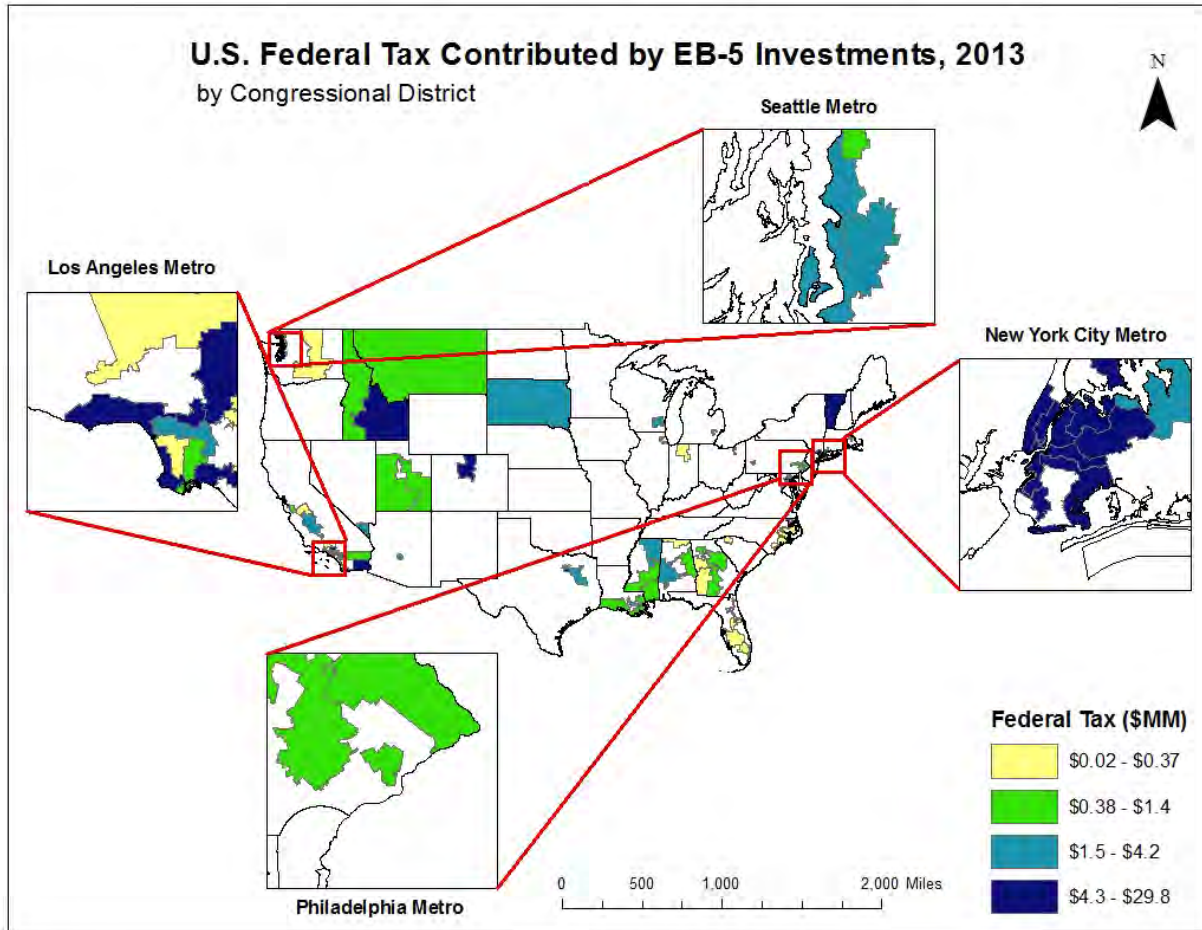 U.S. Federal Tax Contributed by EB-5 Investments, 2013
by Congressional District
N
Seattle Metro
Los Angeles Metro
New York City Metro
Philadelphia Metro
Federal Tax ($MM)
$0.02 - $0.37
$0.38 - $1.4
$1.5 - $4.2
$4.3 - $29.8
0 500 1,000 2,000 Miles